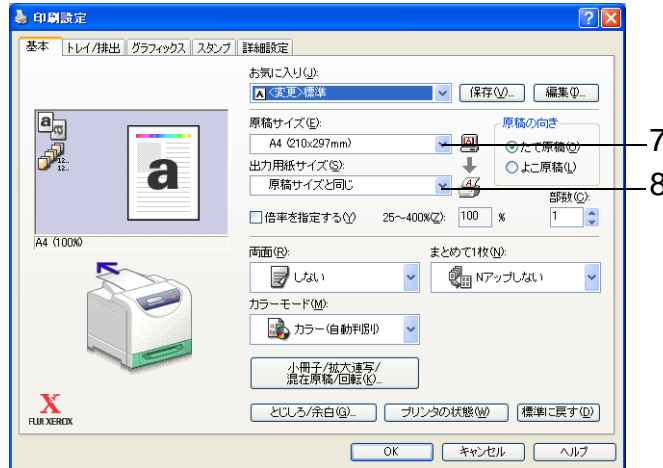 印刷設定
基本 トレイ/排出 グラフィックス スタンプ 詳細設定
お気に入り(J):
A <変更>標準 保存(V)... 編集(I)...
原稿サイズ(E): 原稿の向き
A4 (210x297mm) たて原稿(O) 7
出力用紙サイズ(S): よこ原稿(L)
原稿サイズと同じ 8
部数(C):
倍率を指定する(Y) 25～400%(Z): 100 % 1
a a
12..
12..
a
A4 (100%)
両面(R): まとめて1枚(N):
しない Nアップしない
カラーモード(M):
カラー(自動判別)
小冊子/拡大連写/
混在原稿/回転(K)...
X
FUJI XEROX
とじしろ/余白(G)... プリンタの状態(W) 標準に戻す(D)
OK キャンセル ヘルプ